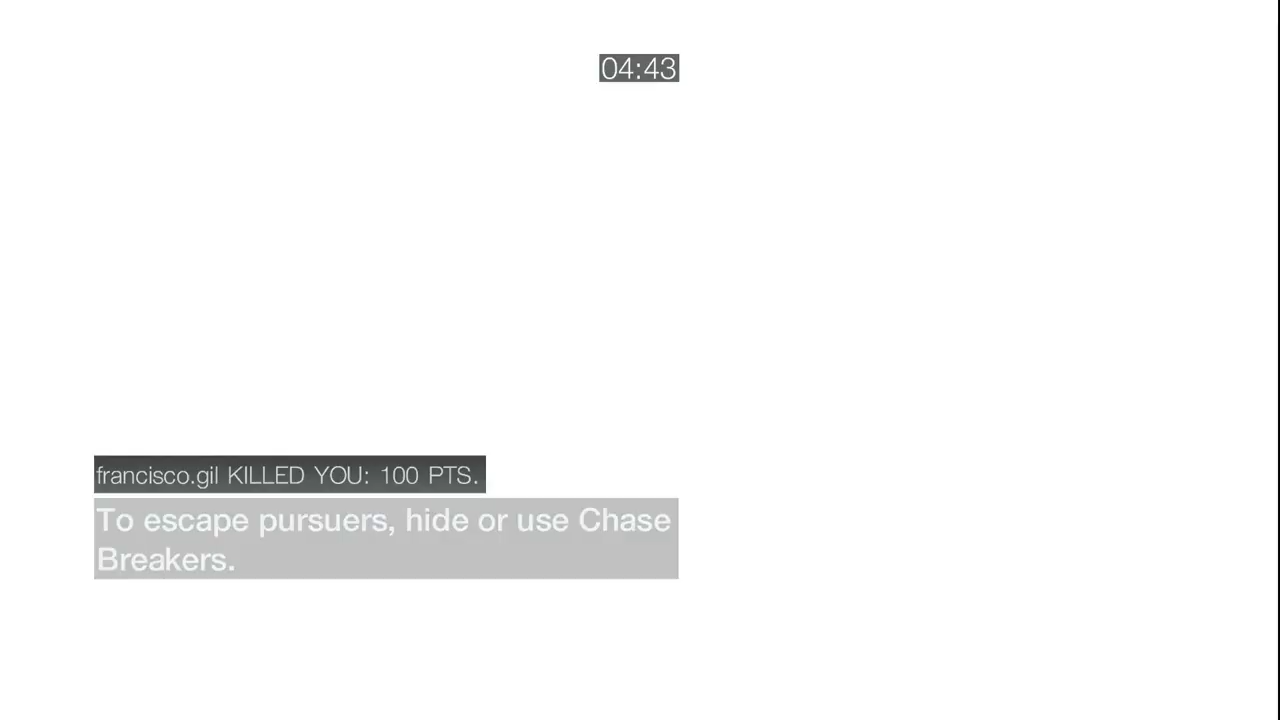 04:43
francisco.gil KILLED YOU: 100 PTS.
To escape pursuers, hide or use Chase
Breakers.